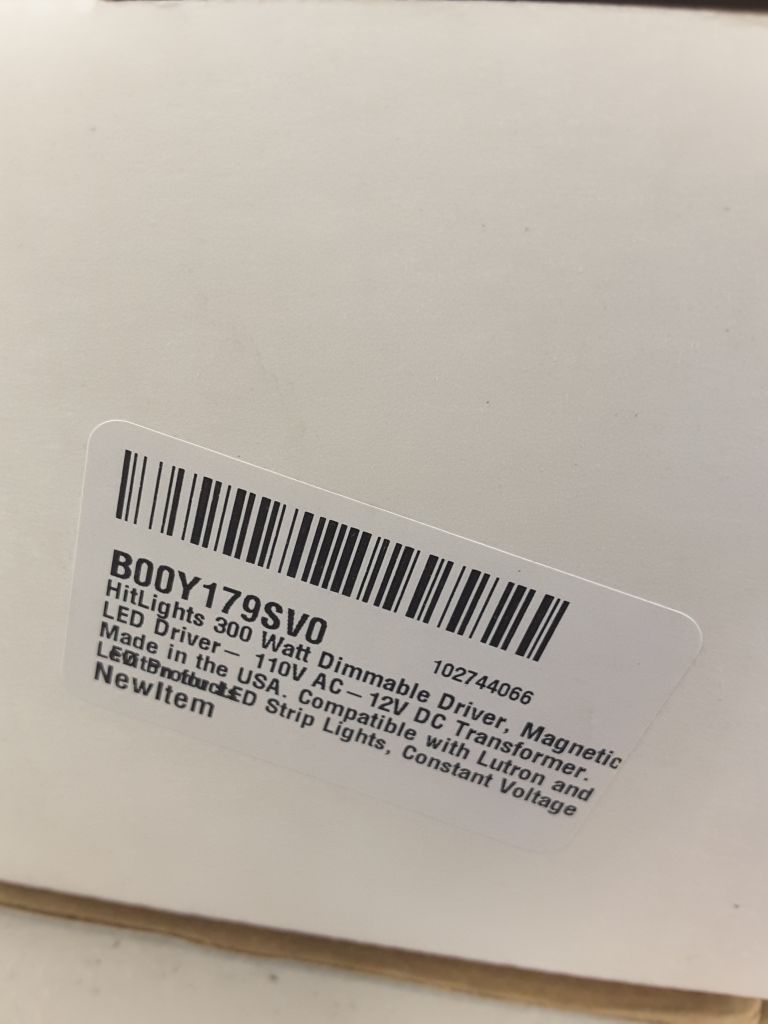 B00Y179SV0
102744066
HitLights 300 Watt Dimmable Driver, Magnetic
LED Driver– 110V AC–12V DC Transformer.
Made in the USA. Compatible with Lutron and
LED Strip Lights, Constant Voltage
NewItem